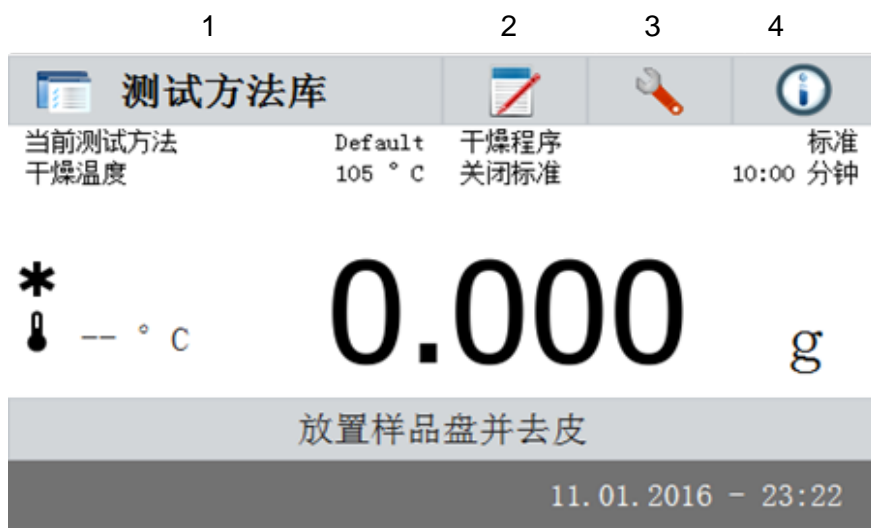 1 2 3 4
测试方法库
当前测试方法 Default 干燥程序 标准
干燥温度 105 °C 关闭标准 10:00 分钟
0.000 g
-- °C
放置样品盘并去皮
11.01.2016 - 23:22